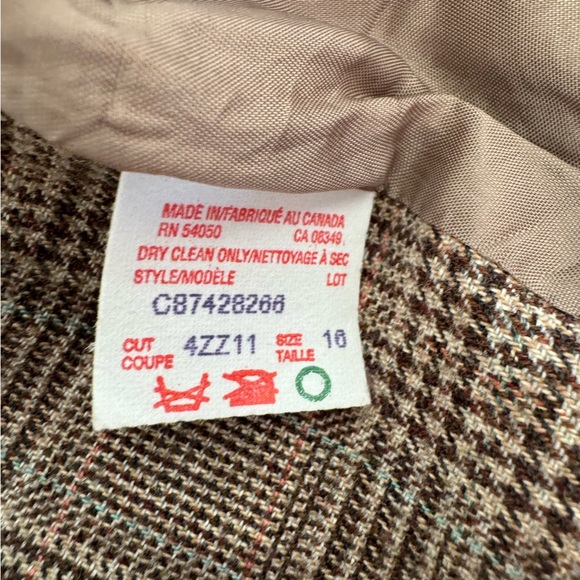 MADE IN/FABRIQUÉ AU CANADA
RN 54050 CA 08349
DRY CLEAN ONLY/NETTOYAGE À SEC
STYLE/MODÈLE LOT
C87428266
CUT 4ZZ11 SIZE 16
COUPE TAILLE